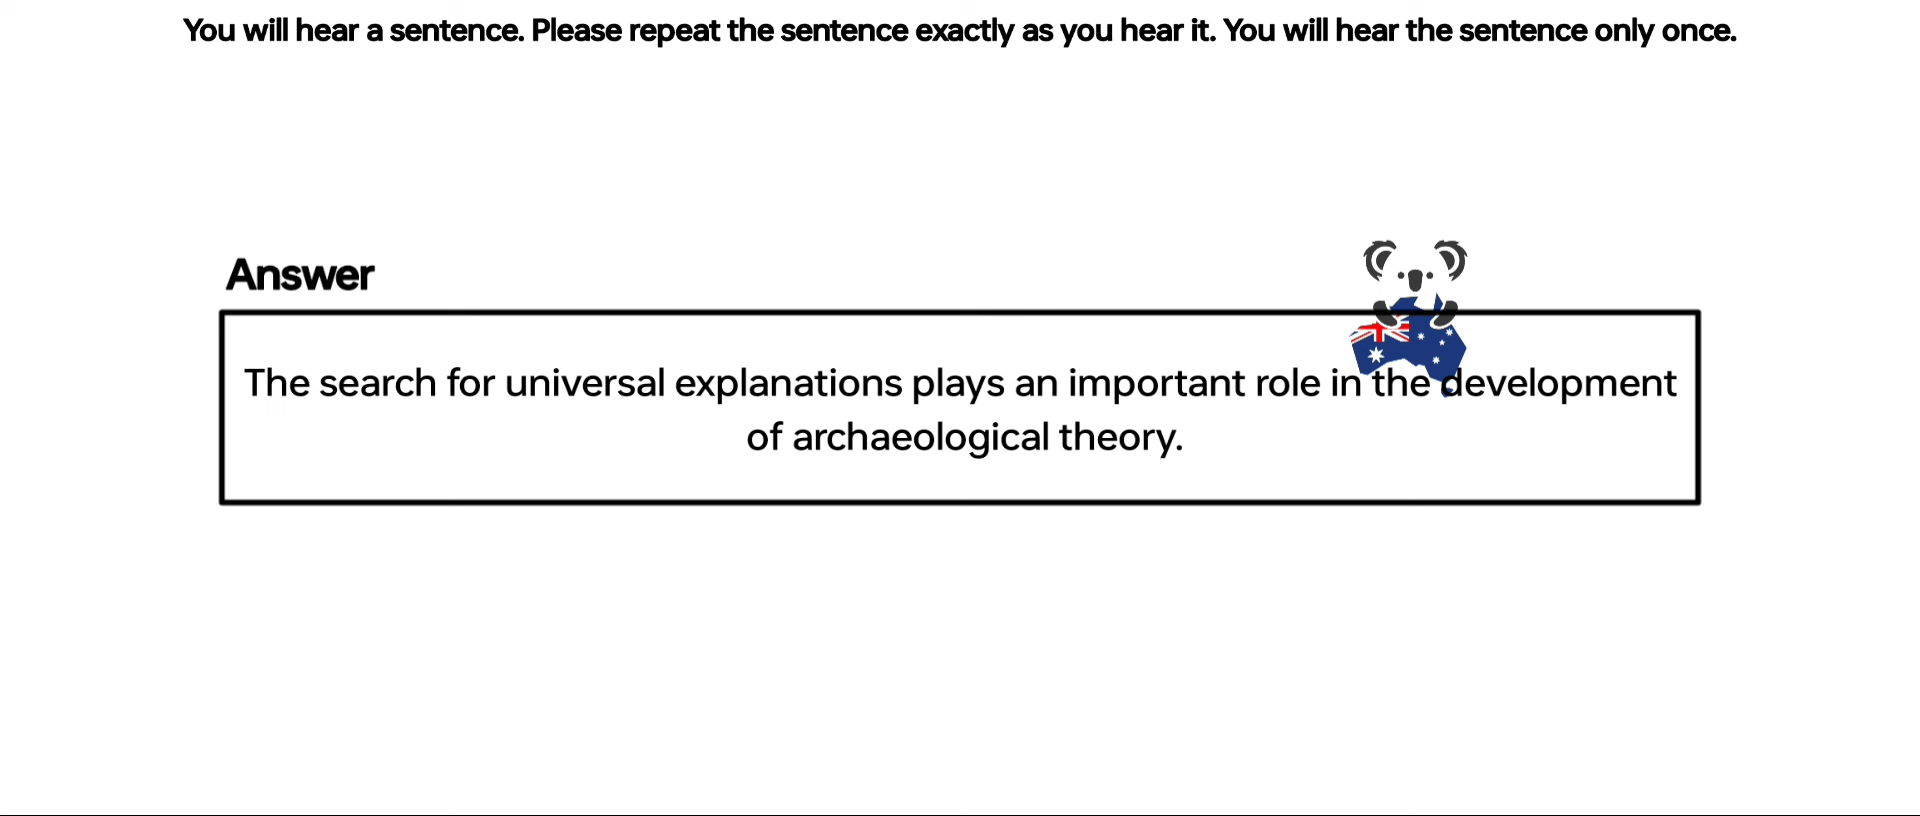 You will hear a sentence. Please repeat the sentence exactly as you hear it. You will hear the sentence only once.
Answer
The search for universal explanations plays an important role in the development
of archaeological theory.